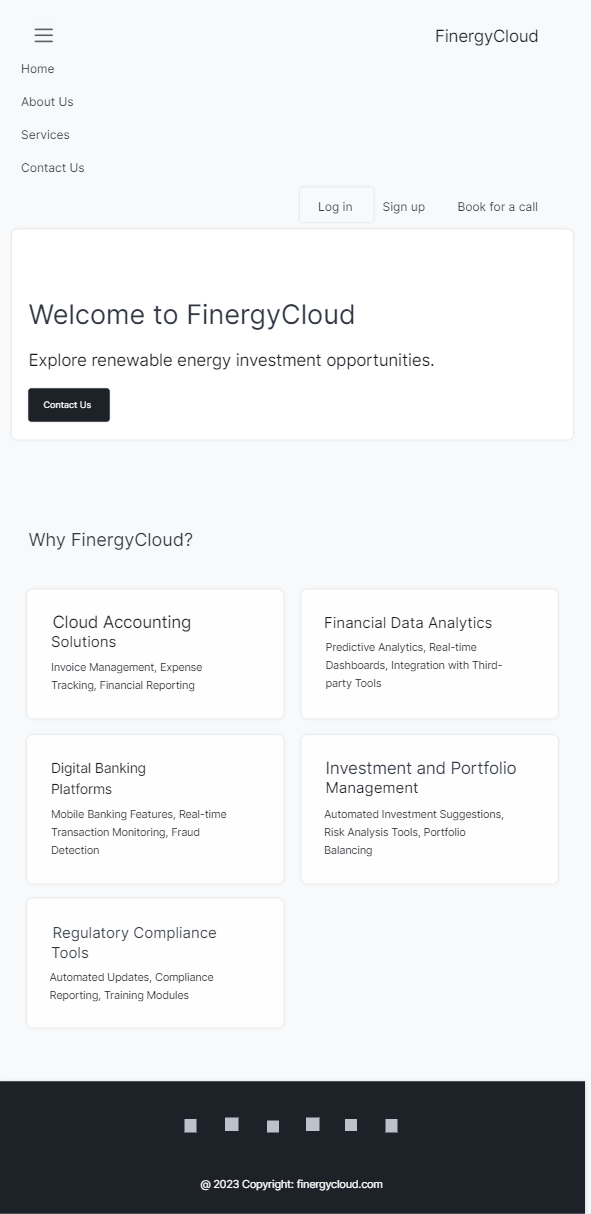 FinergyCloud
Home
About Us
Services
Contact Us
Log in
Sign up
Book for a call
Welcome to FinergyCloud
Explore renewable energy investment opportunities.
Contact Us
Why FinergyCloud?
Cloud Accounting
Solutions
Invoice Management, Expense
Tracking, Financial Reporting
Financial Data Analytics
Predictive Analytics, Real-time
Dashboards, Integration with Third-
party Tools
Digital Banking
Platforms
Mobile Banking Features, Real-time
Transaction Monitoring, Fraud
Detection
Investment and Portfolio
Management
Automated Investment Suggestions,
Risk Analysis Tools, Portfolio
Balancing
Regulatory Compliance
Tools
Automated Updates, Compliance
Reporting, Training Modules
@ 2023 Copyright: finergycloud.com